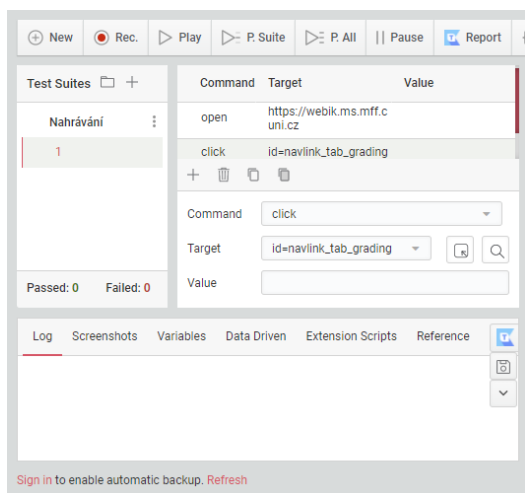 New Rec. Play P. Suite P. All Pause Report
Test Suites
Nahrávání
1
Passed: 0 Failed: 0
Command Target Value
open https://webik.ms.mff.c
uni.cz
click id=navlink_tab_grading
Command click
Target id=navlink_tab_grading
Value
Log Screenshots Variables Data Driven Extension Scripts Reference
Sign in to enable automatic backup. Refresh